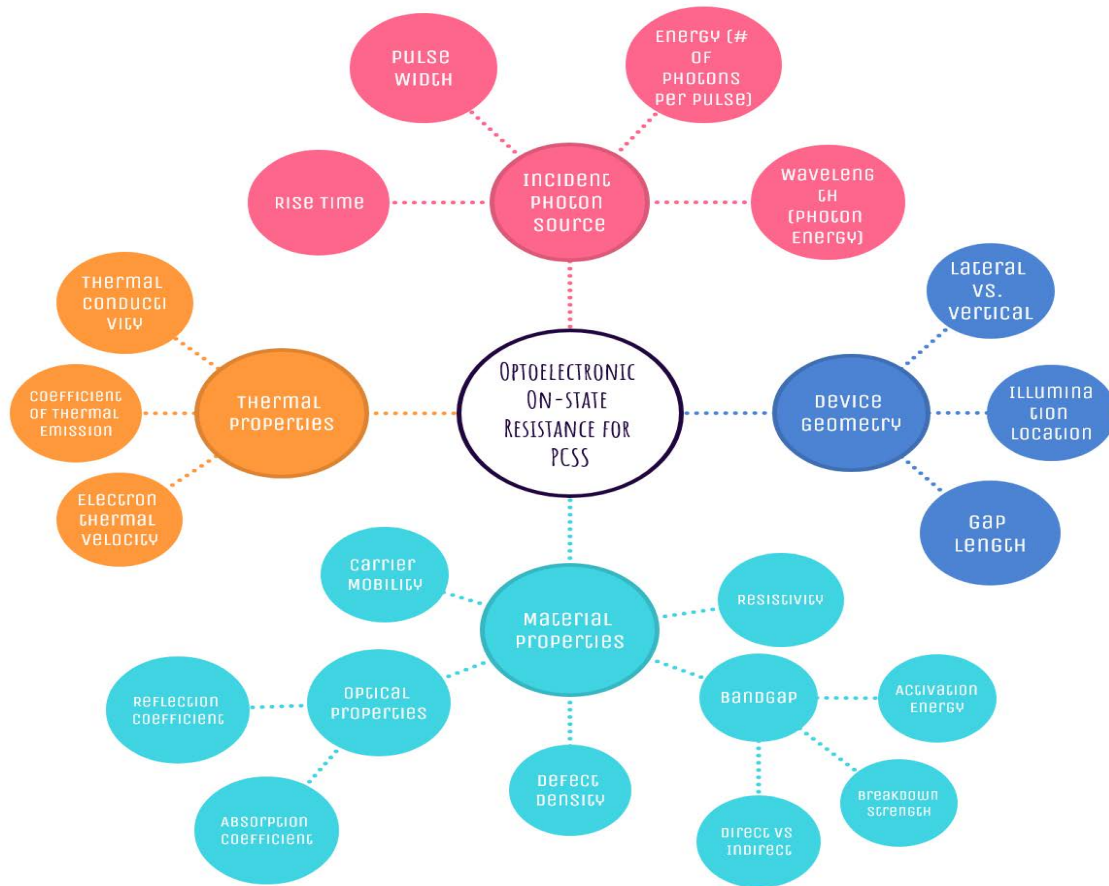 Pulse
Width
Energy (#
of
Photons
per Pulse)
Rise Time
Incident
Photon
Source
Waveleng
th
(Photon
Energy)
Thermal
Conducti
vity
Lateral
vs.
Vertical
Coefficient
of Thermal
Emission
Thermal
Properties
Optoelectronic
On-state
Resistance for
PCSS
Device
Geometry
Illumina
tion
Location
Electron
Thermal
Velocity
Gap
Length
Carrier
Mobility
Material
Properties
Resistivity
Reflection
Coefficient
Optical
Properties
Bandgap
Activation
Energy
Defect
Density
Breakdown
Strength
Absorption
Coefficient
Direct vs
Indirect